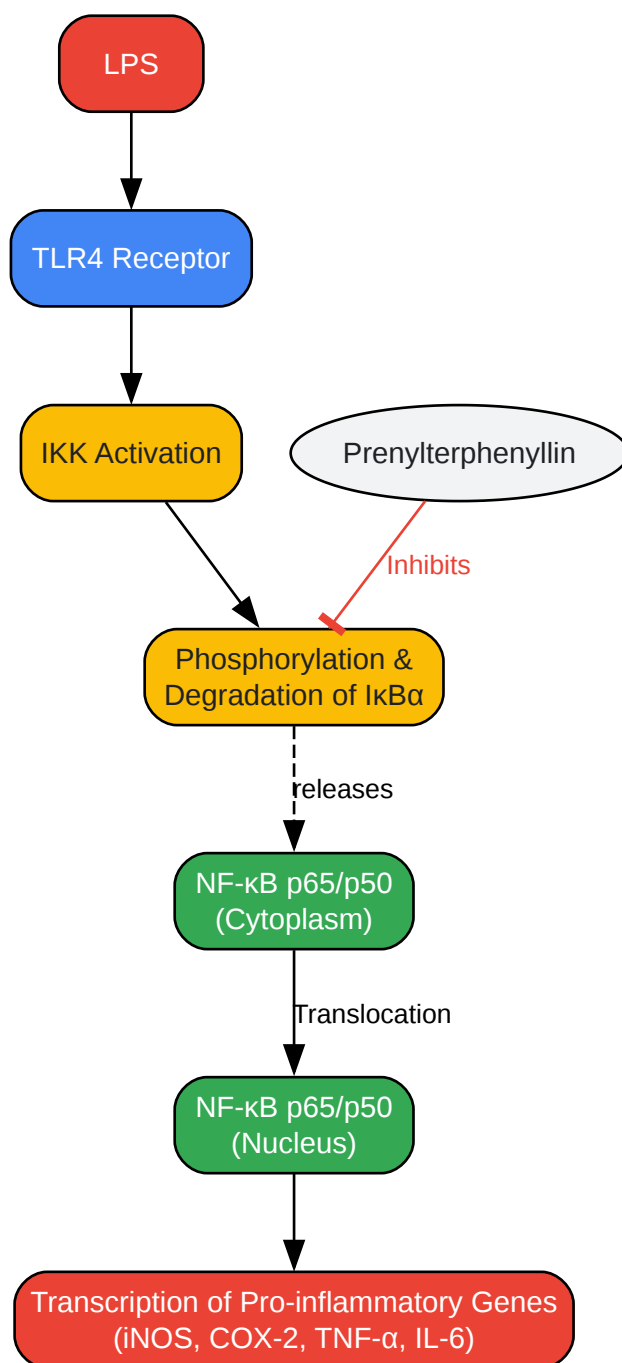 LPS
TLR4 Receptor
IKK Activation
Prenylterphenyllin
Inhibits
Phosphorylation &
Degradation of IκBα
releases
NF-κB p65/p50
(Cytoplasm)
Translocation
NF-κB p65/p50
(Nucleus)
Transcription of Pro-inflammatory Genes
(iNOS, COX-2, TNF-α, IL-6)